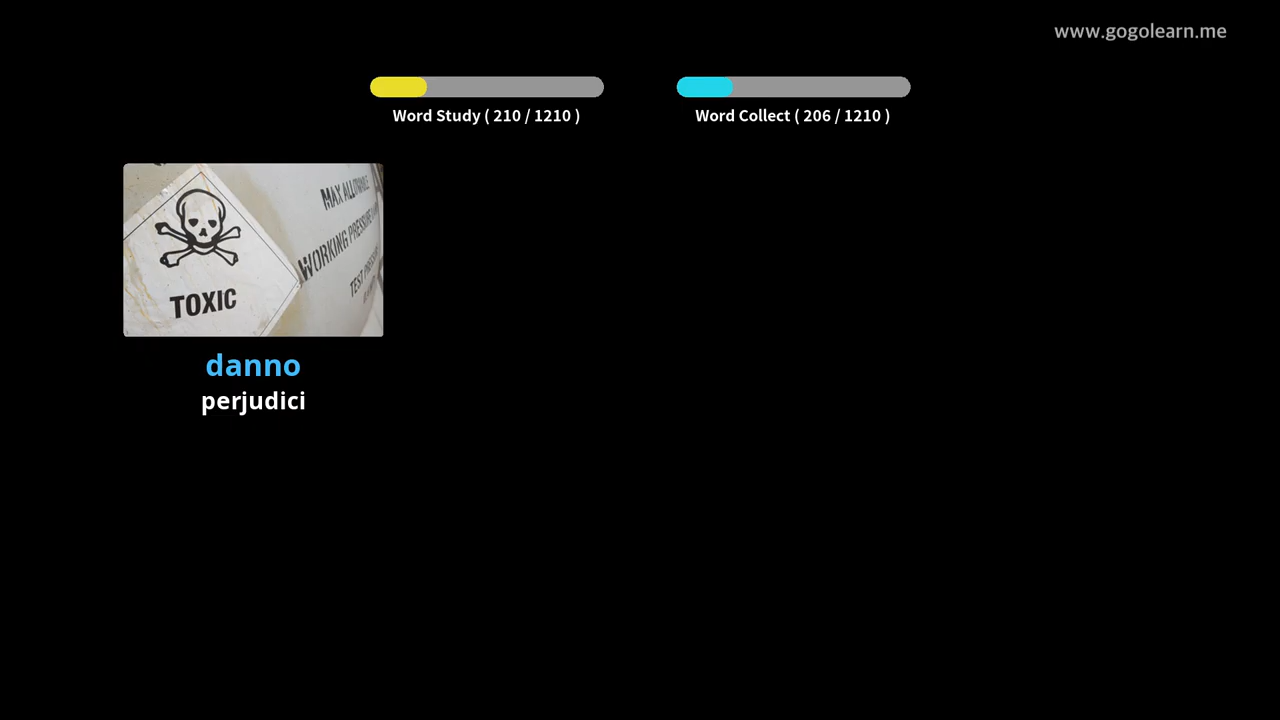 www.gogolearn.me
Word Study ( 210 / 1210 )
Word Collect ( 206 / 1210 )
MAX ALLOWABLE
WORKING PRESSURE
TEST
TOXIC
danno
perjudici